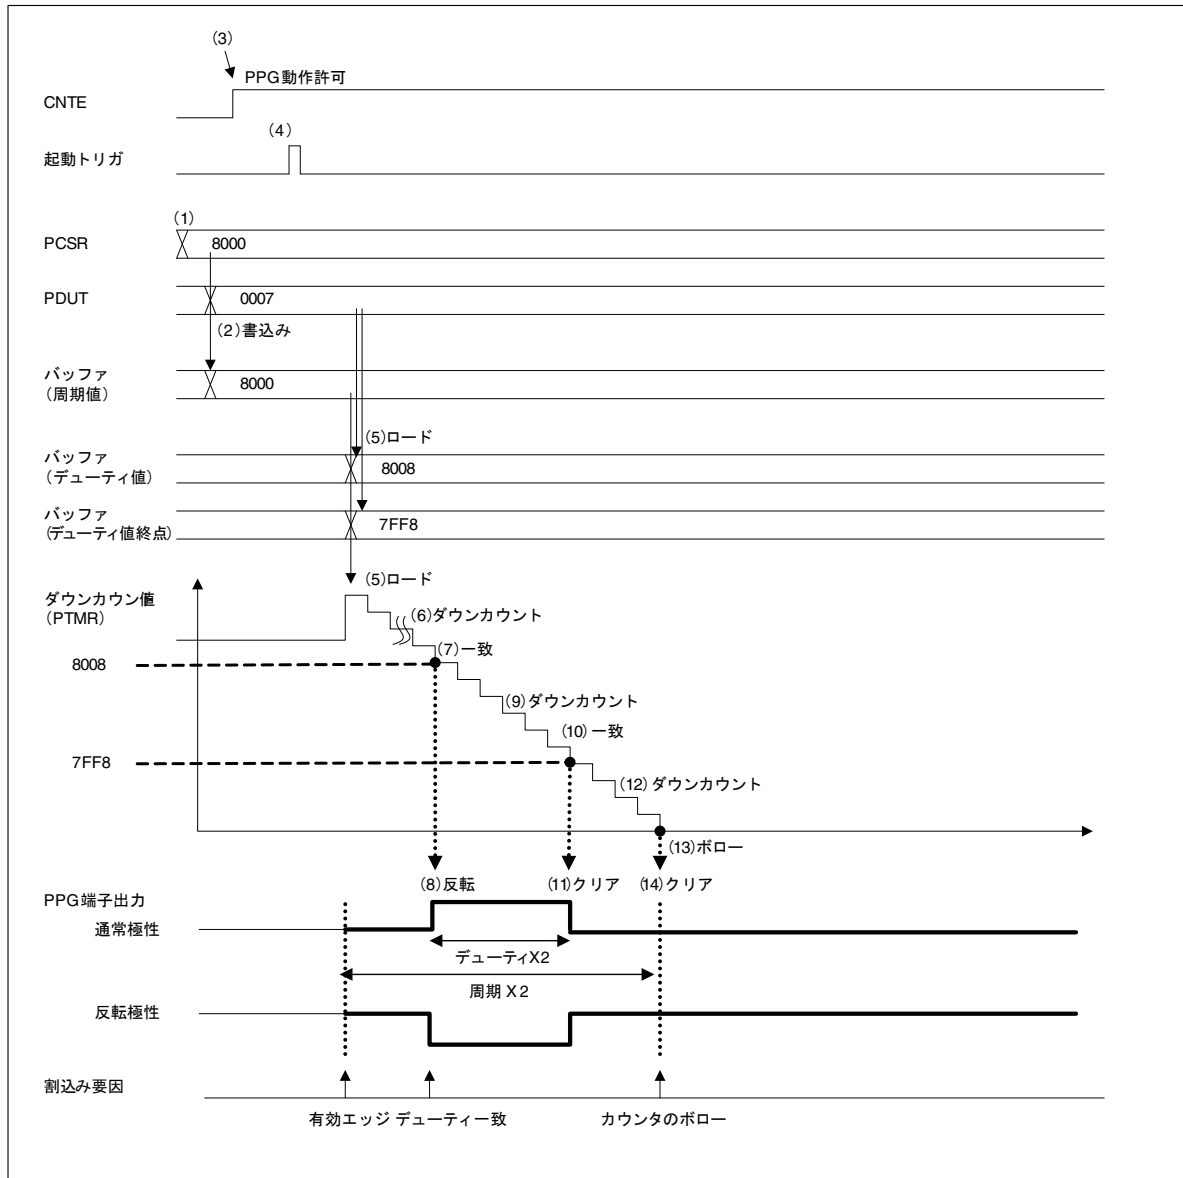 (3)
PPG動作許可
CNTE
(4)
起動トリガ
(1)
PCSR 8000
PDUT 0007
(2)書込み
バッファ
(周期値) 8000
(5)ロード
バッファ
(デューティ値) 8008
バッファ
(デューティ値終点) 7FF8
(5)ロード
ダウンカウン値
(PTMR)
(6)ダウンカウント
(7)一致
8008
(9)ダウンカウント
(10)一致
7FF8
(12)ダウンカウント
(13)ボロー
(8)反転 (11)クリア (14)クリア
PPG端子出力
通常極性
デューティX2
周期 X 2
反転極性
割込み要因
有効エッジ デューティ一致 カウンタのボロー